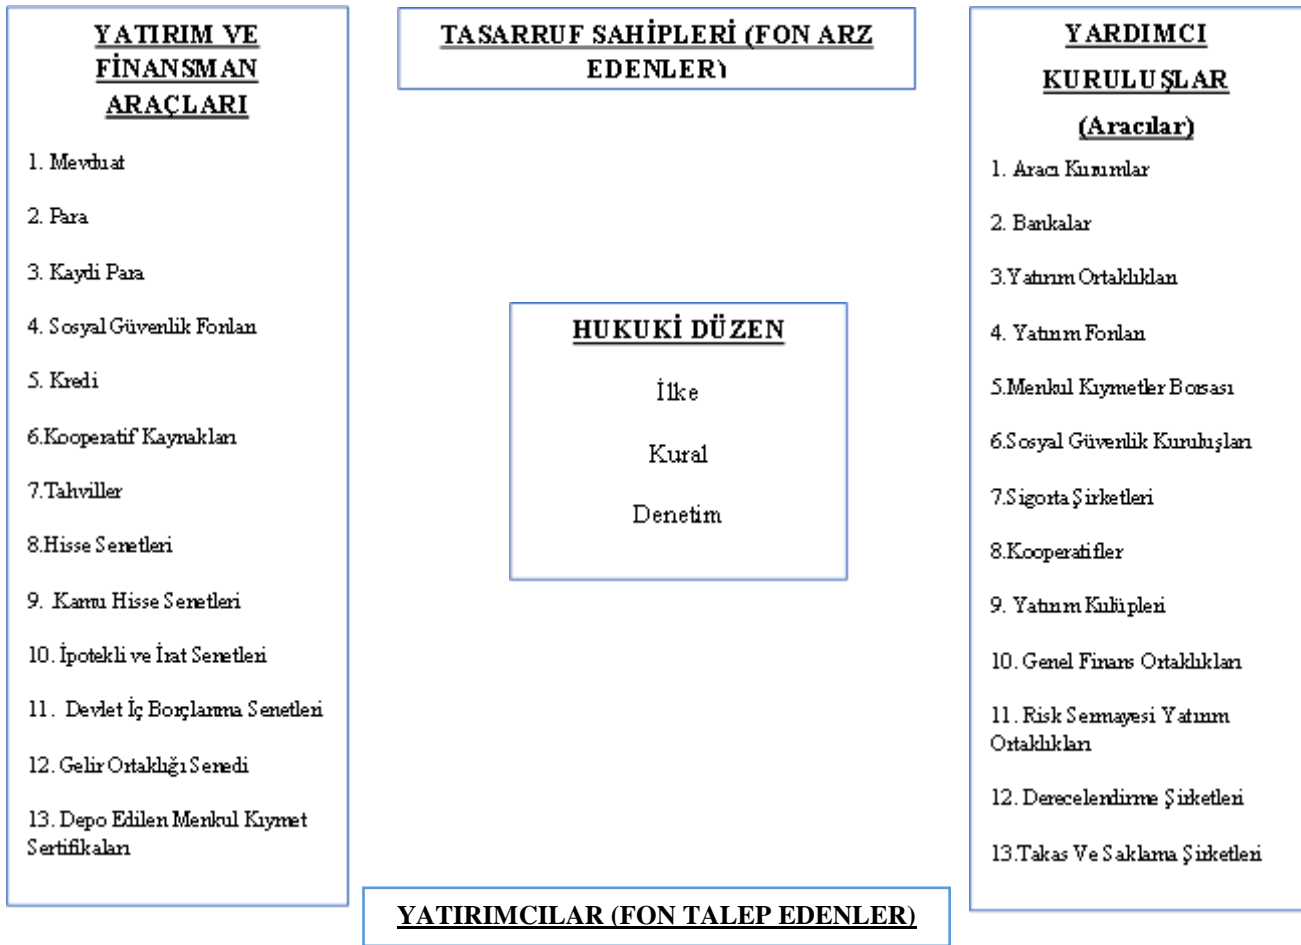 YATIRIM VE
FİNANSMAN
ARAÇLARI
1. Mevduat
2. Para
3. Kaydi Para
4. Sosyal Güvenlik Fonları
5. Kredi
6.Kooperatif Kaynakları
7.Tahviller
8.Hisse Senetleri
9. Kamu Hisse Senetleri
10. İpotekli ve İrat Senetleri
11. Devlet İç Borçlanma Senetleri
12. Gelir Ortaklığı Senedi
13. Depo Edilen Menkul Kıymet
Sertifikaları
TASARRUF SAHİPLERİ (FON ARZ
EDENLER)
HUKUKİ DÜZEN
İlke
Kural
Denetim
YATIRIMCILAR (FON TALEP EDENLER)
YARDIMCI
KURULUŞLAR
(Aracılar)
1. Aracı Kurumlar
2. Bankalar
3.Yatırım Ortaklıkları
4. Yatırım Fonları
5.Menkul Kıymetler Borsası
6.Sosyal Güvenlik Kuruluşları
7.Sigorta Şirketleri
8.Kooperatifler
9. Yatırım Kulüpleri
10. Genel Finans Ortaklıkları
11. Risk Sermayesi Yatırım
Ortaklıkları
12. Derecelendirme Şirketleri
13.Takas Ve Saklama Şirketleri